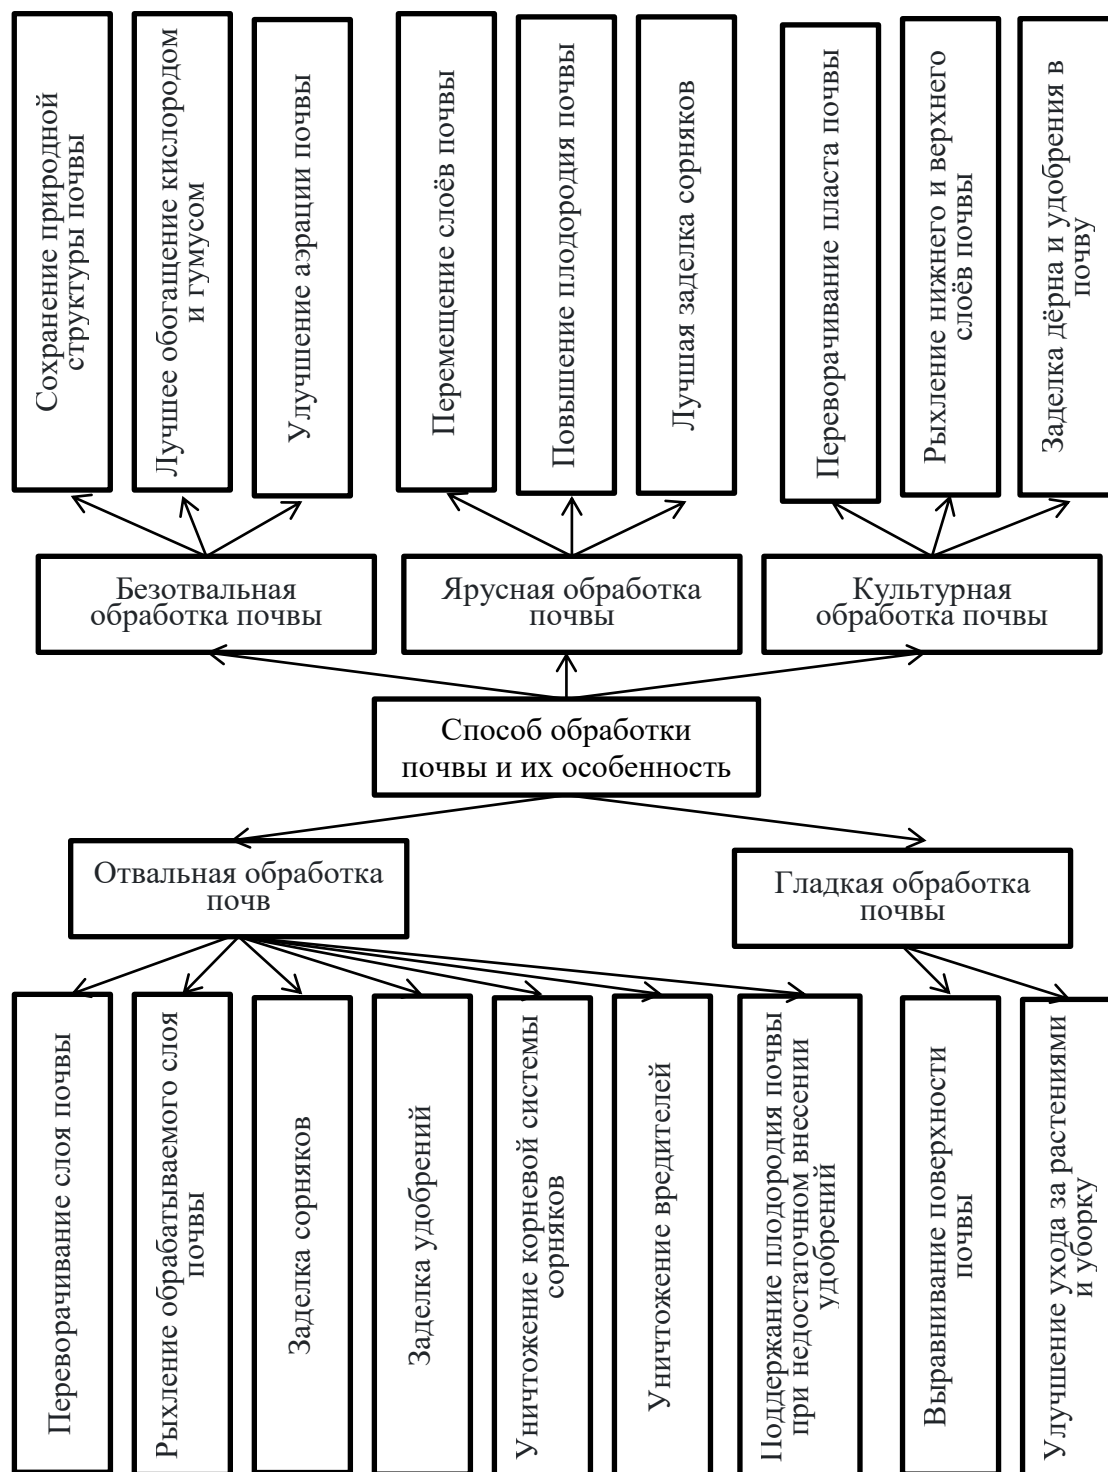 Сохранение природной
структуры почвы
Лучшее обогащение кислородом
и гумусом
Улучшение аэрации почвы
Перемещение слоёв почвы
Повышение плодородия почвы
Лучшая заделка сорняков
Переворачивание пласта почвы
Рыхление нижнего и верхнего
слоёв почвы
Заделка дёрна и удобрения в
почву
Безотвальная
обработка почвы
Ярусная обработка
почвы
Культурная
обработка почвы
Способ обработки
почвы и их особенность
Отвальная обработка
почв
Гладкая обработка
почвы
Переворачивание слоя почвы
Рыхление обрабатываемого слоя
почвы
Заделка сорняков
Заделка удобрений
Уничтожение корневой системы
сорняков
Уничтожение вредителей
Поддержание плодородия почвы
при недостаточном внесении
удобрений
Выравнивание поверхности
почвы
Улучшение ухода за растениями
и уборку